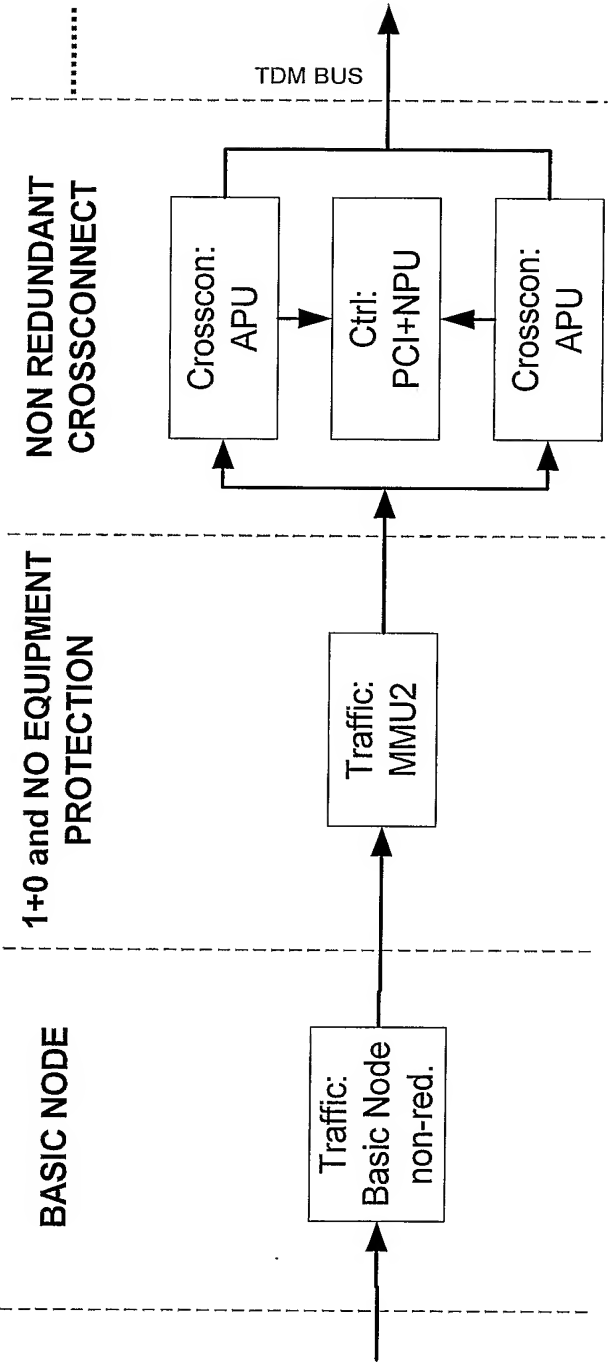 BASIC NODE
Traffic:
Basic Node
non-red.
1+0 and NO EQUIPMENT
PROTECTION
Traffic:
MMU2
NON REDUNDANT
CROSSCONNECT
Crosscon:
APU
Ctrl:
PCI+NPU
Crosscon:
APU
TDM BUS